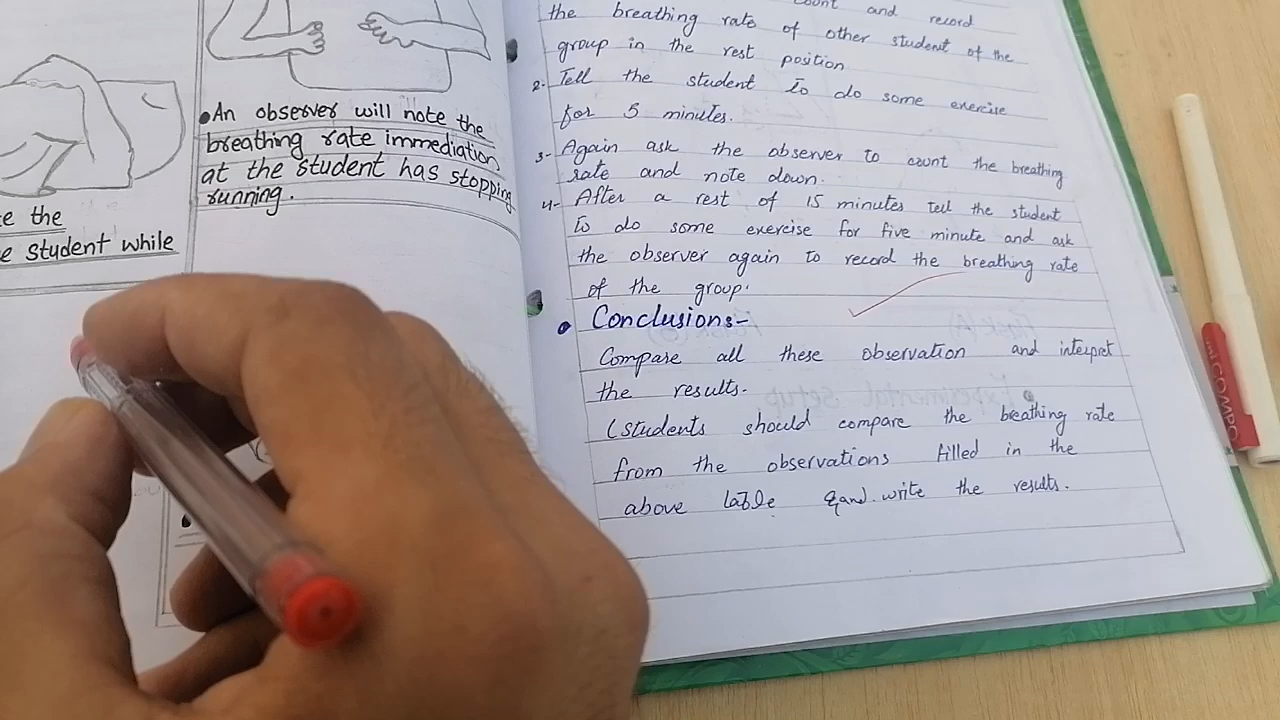 An observer will note the
breathing rate immediation
at the student has stopping
running.
te the
e student while
count and record
the breathing rate of other student of the
group in the rest position
2- Tell the student to do some exercise
for 5 minutes.
3- Again ask the observer to count the breathing
rate and note down.
4- After a rest of 15 minutes tell the student
to do some exercise for five minute and ask
the observer again to record the breathing rate
of the group.
Conclusions-
Compare all these observation and interpret
the results.
(students should compare the breathing rate
from the observations filled in the
above table and write the results.
COMPO